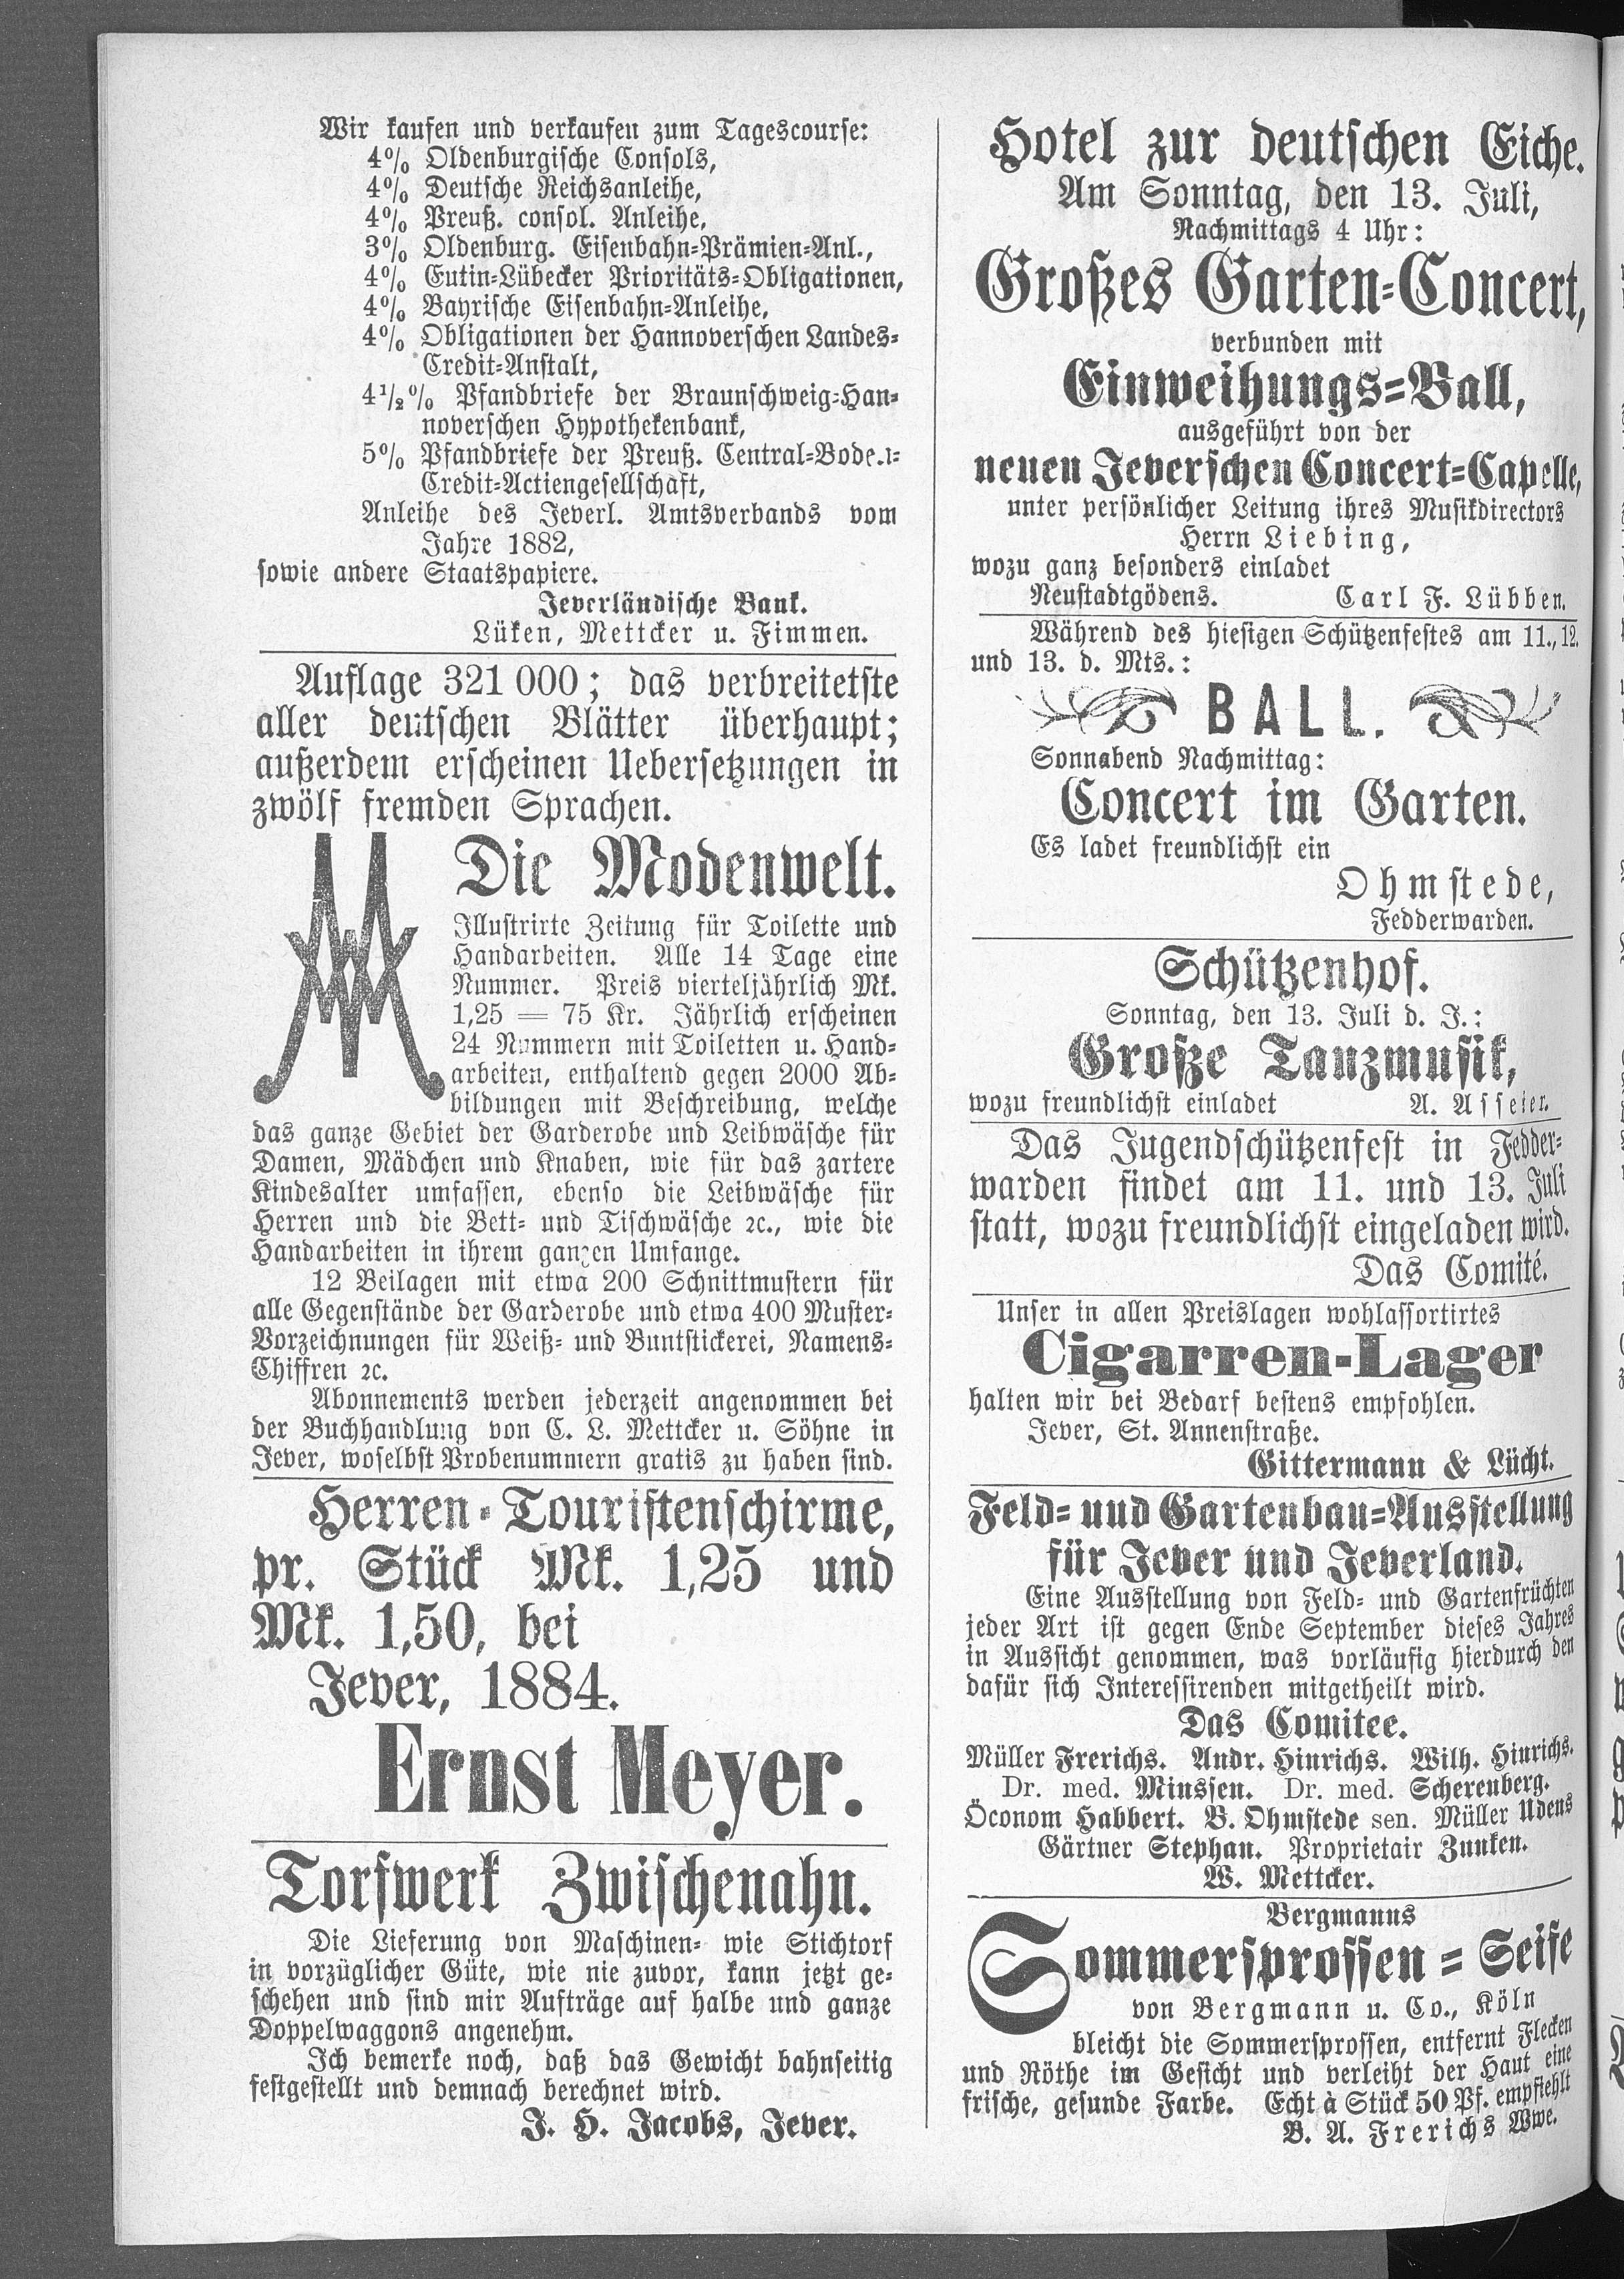 Wir kaufen und verkaufen zum Tagescourse:
4% Oldenburgische Consols,
4% Deutsche Reichsanleihe,
4% Preuß. consol. Anleihe,
3% Oldenburg. Eisenbahn-Prämien-Anl.,
4% Eutin-Lübecker Prioritäts-Obligationen,
4% Bayrische Eisenbahn-Anleihe,
4% Obligationen der Hannoverschen Landes-
Credit-Anstalt,
4½% Pfandbriefe der Braunschweig-Han-
noverschen Hypothekenbank,
5% Pfandbriefe der Preuß. Central-Boden-
Credit-Actiengesellschaft,
Anleihe des Jeverl. Amtsverbands vom
Jahre 1882,
sowie andere Staatspapiere.
Jeverländische Bank.
Lüken, Mettcker u. Fimmen.
Auflage 321 000; das verbreitetste
aller deutschen Blätter überhaupt;
außerdem erscheinen Uebersetzungen in
zwölf fremden Sprachen.
Die Modenwelt.
Illustrirte Zeitung für Toilette und
Handarbeiten. Alle 14 Tage eine
Nummer. Preis vierteljährlich Mk.
1,25 = 75 Kr. Jährlich erscheinen
24 Nummern mit Toiletten u. Hand-
arbeiten, enthaltend gegen 2000 Ab-
bildungen mit Beschreibung, welche
das ganze Gebiet der Garderobe und Leibwäsche für
Damen, Mädchen und Knaben, wie für das zartere
Kindesalter umfassen, ebenso die Leibwäsche für
Herren und die Bett- und Tischwäsche ꝛc., wie die
Handarbeiten in ihrem ganzen Umfange.
12 Beilagen mit etwa 200 Schnittmustern für
alle Gegenstände der Garderobe und etwa 400 Muster-
Vorzeichnungen für Weiß- und Buntstickerei, Namens-
Chiffren ꝛc.
Abonnements werden jederzeit angenommen bei
der Buchhandlung von C. L. Mettcker u. Söhne in
Jever, woselbst Probenummern gratis zu haben sind.
Herren-Touristenschirme,
pr. Stück Mk. 1,25 und
Mk. 1,50, bei
Jever, 1884.
Ernst Meyer.
Torfwerk Zwischenahn.
Die Lieferung von Maschinen- wie Stichtorf
in vorzüglicher Güte, wie nie zuvor, kann jetzt ge-
schehen und sind mir Aufträge auf halbe und ganze
Doppelwaggons angenehm.
Ich bemerke noch, daß das Gewicht bahnseitig
festgestellt und demnach berechnet wird.
J. H. Jacobs, Jever.
Hotel zur deutschen Eiche.
Am Sonntag, den 13. Juli,
Nachmittags 4 Uhr:
Großes Garten-Concert,
verbunden mit
Einweihungs-Ball,
ausgeführt von der
neuen Jeverschen Concert-Capelle,
unter persönlicher Leitung ihres Musikdirectors
Herrn Liebing,
wozu ganz besonders einladet
Neustadtgödens. Carl F. Lübben.
Während des hiesigen Schützenfestes am 11., 12.
und 13. d. Mts.:
BALL.
Sonnabend Nachmittag:
Concert im Garten.
Es ladet freundlichst ein
Ohmstede,
Fedderwarden.
Schützenhof.
Sonntag, den 13. Juli d. J.:
Große Tanzmusik,
wozu freundlichst einladet A. Asseier.
Das Jugendschützenfest in Fedder-
warden findet am 11. und 13. Juli
statt, wozu freundlichst eingeladen wird.
Das Comité.
Unser in allen Preislagen wohlassortirtes
Cigarren-Lager
halten wir bei Bedarf bestens empfohlen.
Jever, St. Annenstraße.
Gittermann & Lücht.
Feld- und Gartenbau-Ausstellung
für Jever und Jeverland.
Eine Ausstellung von Feld- und Gartenfrüchten
jeder Art ist gegen Ende September dieses Jahres
in Aussicht genommen, was vorläufig hierdurch den
dafür sich Interessirenden mitgetheilt wird.
Das Comitee.
Müller Frerichs. Andr. Hinrichs. Wilh. Hinrichs.
Dr. med. Minssen. Dr. med. Scherenberg.
Öconom Habbert. B. Ohmstede sen. Müller Udens
Gärtner Stephan. Proprietair Zunken.
W. Mettcker.
Bergmanns
Sommersprossen-Seife
von Bergmann u. Co., Köln
bleicht die Sommersprossen, entfernt Flecken
und Röthe im Gesicht und verleiht der Haut eine
frische, gesunde Farbe. Echt à Stück 50 Pf. empfiehlt
B. A. Frerichs Wwe.